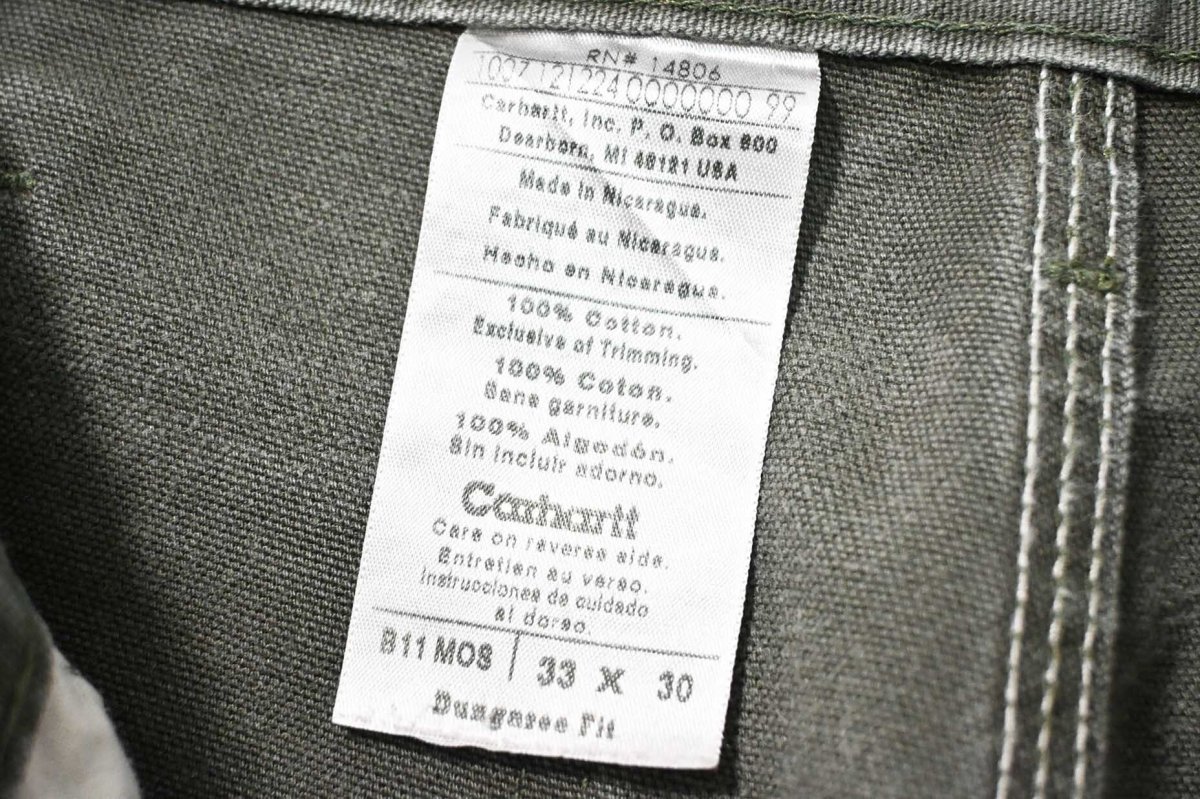 RN# 14806
1007 121224 0000000 99
Carhartt, Inc. P. O. Box 600
Dearborn, MI 48121 USA
Made in Nicaragua.
Fabriqué au Nicaragua.
Hecho en Nicaragua.
100% Cotton.
Exclusive of Trimming.
100% Coton.
Sans garniture.
100% Algodón.
Sin incluir adorno.
Carhartt
Care on reverse side.
Entretien au verso.
Instrucciones de cuidado
al dorso.
B11 MOS | 33 X 30
Dungaree Fit